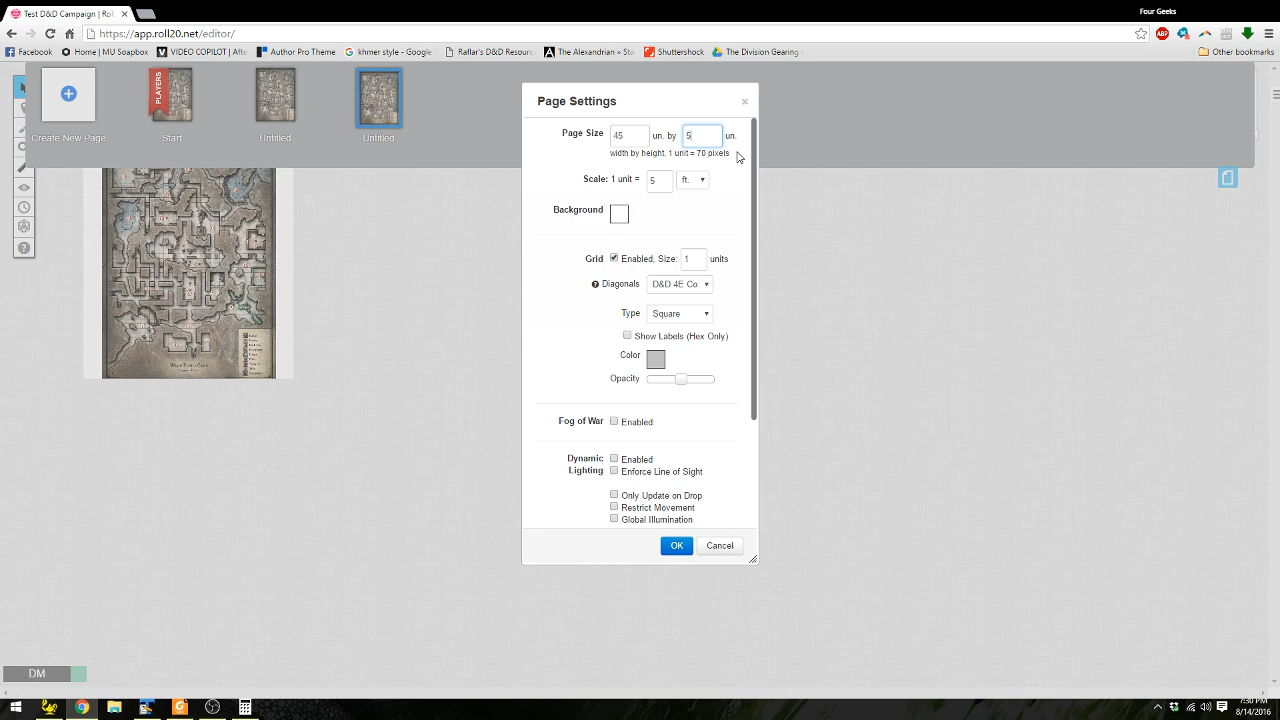 Four Geeks
Test D&D Campaign | Rol
https://app.roll20.net/editor/
Facebook
Home | MU Soapbox
VIDEO COPILOT | Afte
Author Pro Theme
khmer style - Google
Raflar's D&D Resourc
The Alexandrian » Sta
Shuttershock
The Division Gearing
Other bookmarks
ABP
PLAYERS
Create New Page
Start
Untitled
Untitled
Page Settings
Page Size 45 un. by 5 un.
width by height, 1 unit = 70 pixels
Scale: 1 unit = 5 ft.
Background
Grid Enabled, Size: 1 units
Diagonals D&D 4E Co
Type Square
Show Labels (Hex Only)
Color
Opacity
Fog of War Enabled
Dynamic Lighting Enabled
Enforce Line of Sight
Only Update on Drop
Restrict Movement
Global Illumination
OK Cancel
DM
7:30 PM
8/14/2016